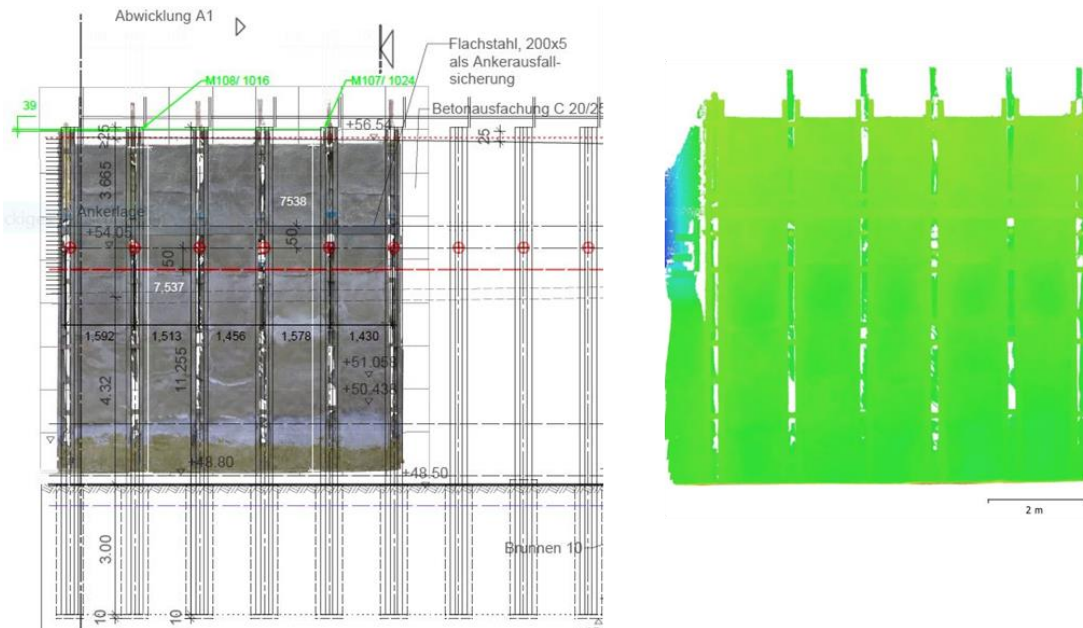 Abwicklung A1
Flachstahl, 200x5
als Ankerausfall-
sicherung
M108/ 1016
M107/ 1024
39
Betonausfachung C 20/25
+56.54
≥25
25
3.665
7538
Ankerlage
+54.05
50
50
7,537
1,592
1,513
1,456
1,578
1,430
11.255
+51.058
4.32
+50.438
+48.80
+48.50
3.00
Brunnen 10
10
10
2 m